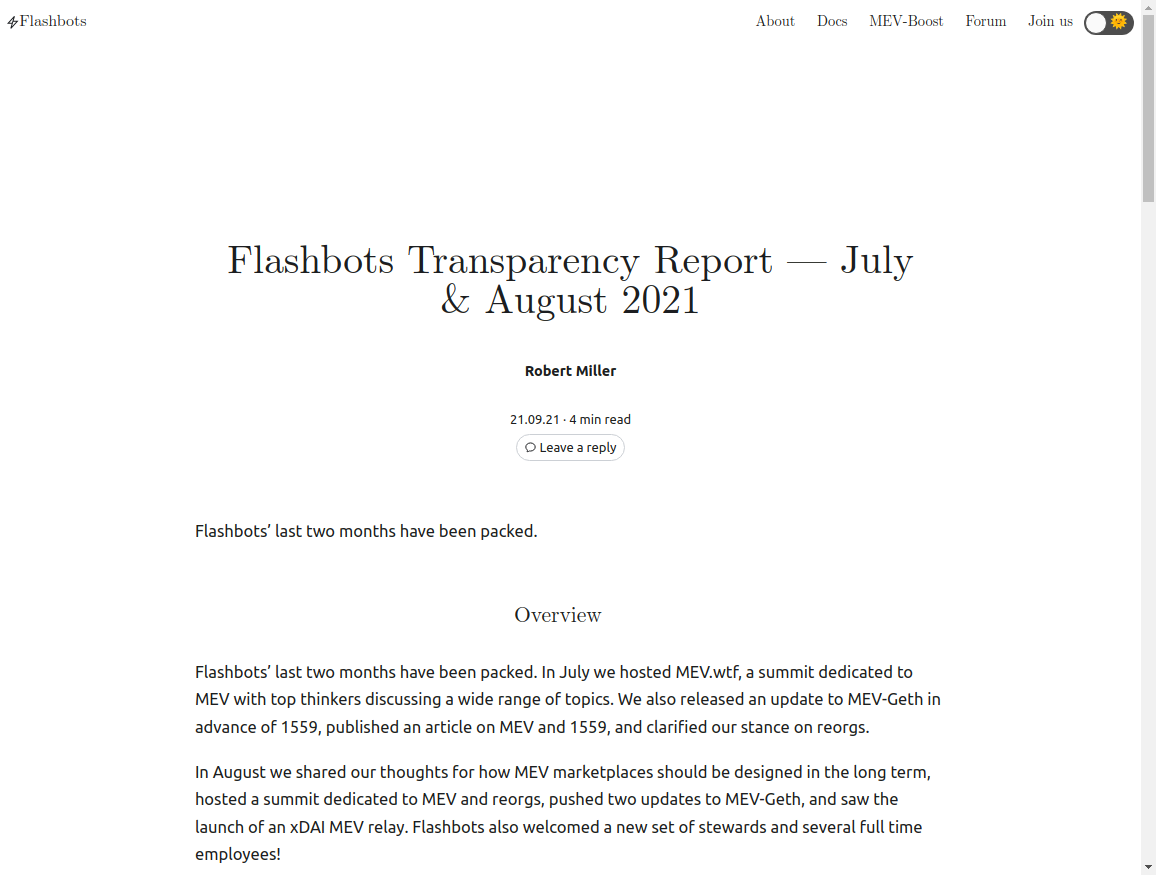 Flashbots
About Docs MEV-Boost Forum Join us
Flashbots Transparency Report — July
& August 2021
Robert Miller
21.09.21 · 4 min read
Leave a reply
Flashbots’ last two months have been packed.
Overview
Flashbots’ last two months have been packed. In July we hosted MEV.wtf, a summit dedicated to
MEV with top thinkers discussing a wide range of topics. We also released an update to MEV-Geth in
advance of 1559, published an article on MEV and 1559, and clarified our stance on reorgs.
In August we shared our thoughts for how MEV marketplaces should be designed in the long term,
hosted a summit dedicated to MEV and reorgs, pushed two updates to MEV-Geth, and saw the
launch of an xDAI MEV relay. Flashbots also welcomed a new set of stewards and several full time
employees!